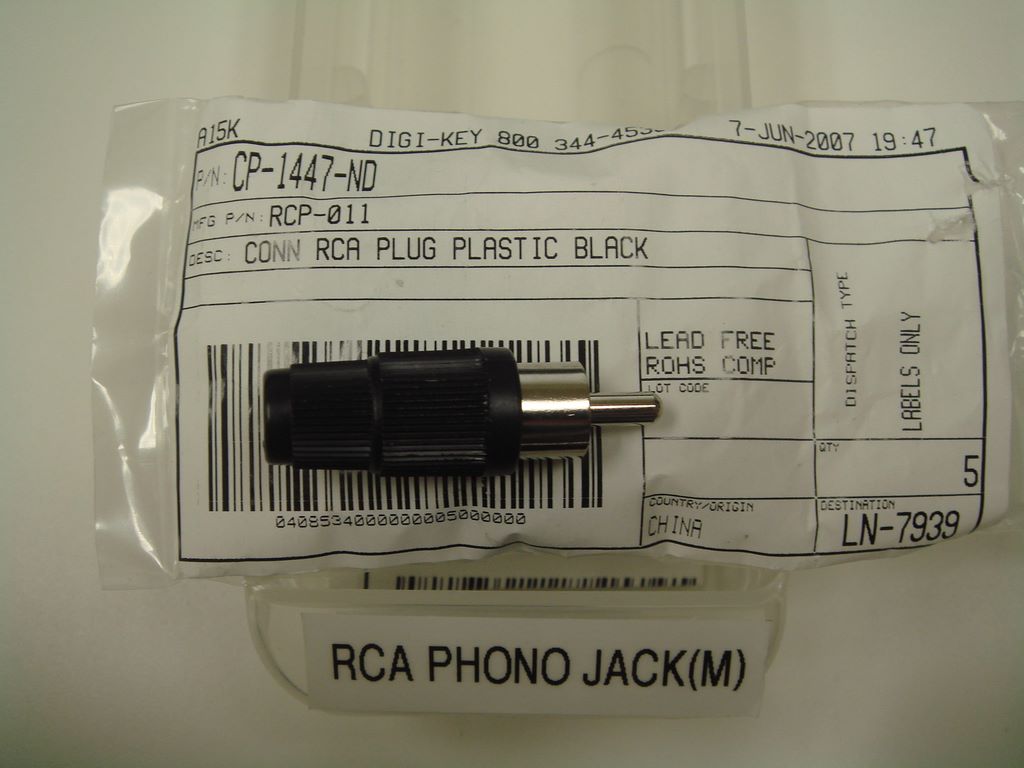 A15K DIGI-KEY 800 344-4539 7-JUN-2007 19:47
P/N: CP-1447-ND
MFG P/N: RCP-011
DESC: CONN RCA PLUG PLASTIC BLACK
LEAD FREE
ROHS COMP
LOT CODE
DISPATCH TYPE
LABELS ONLY
QTY
5
COUNTRY/ORIGIN
CHINA
DESTINATION
LN-7939
RCA PHONO JACK(M)